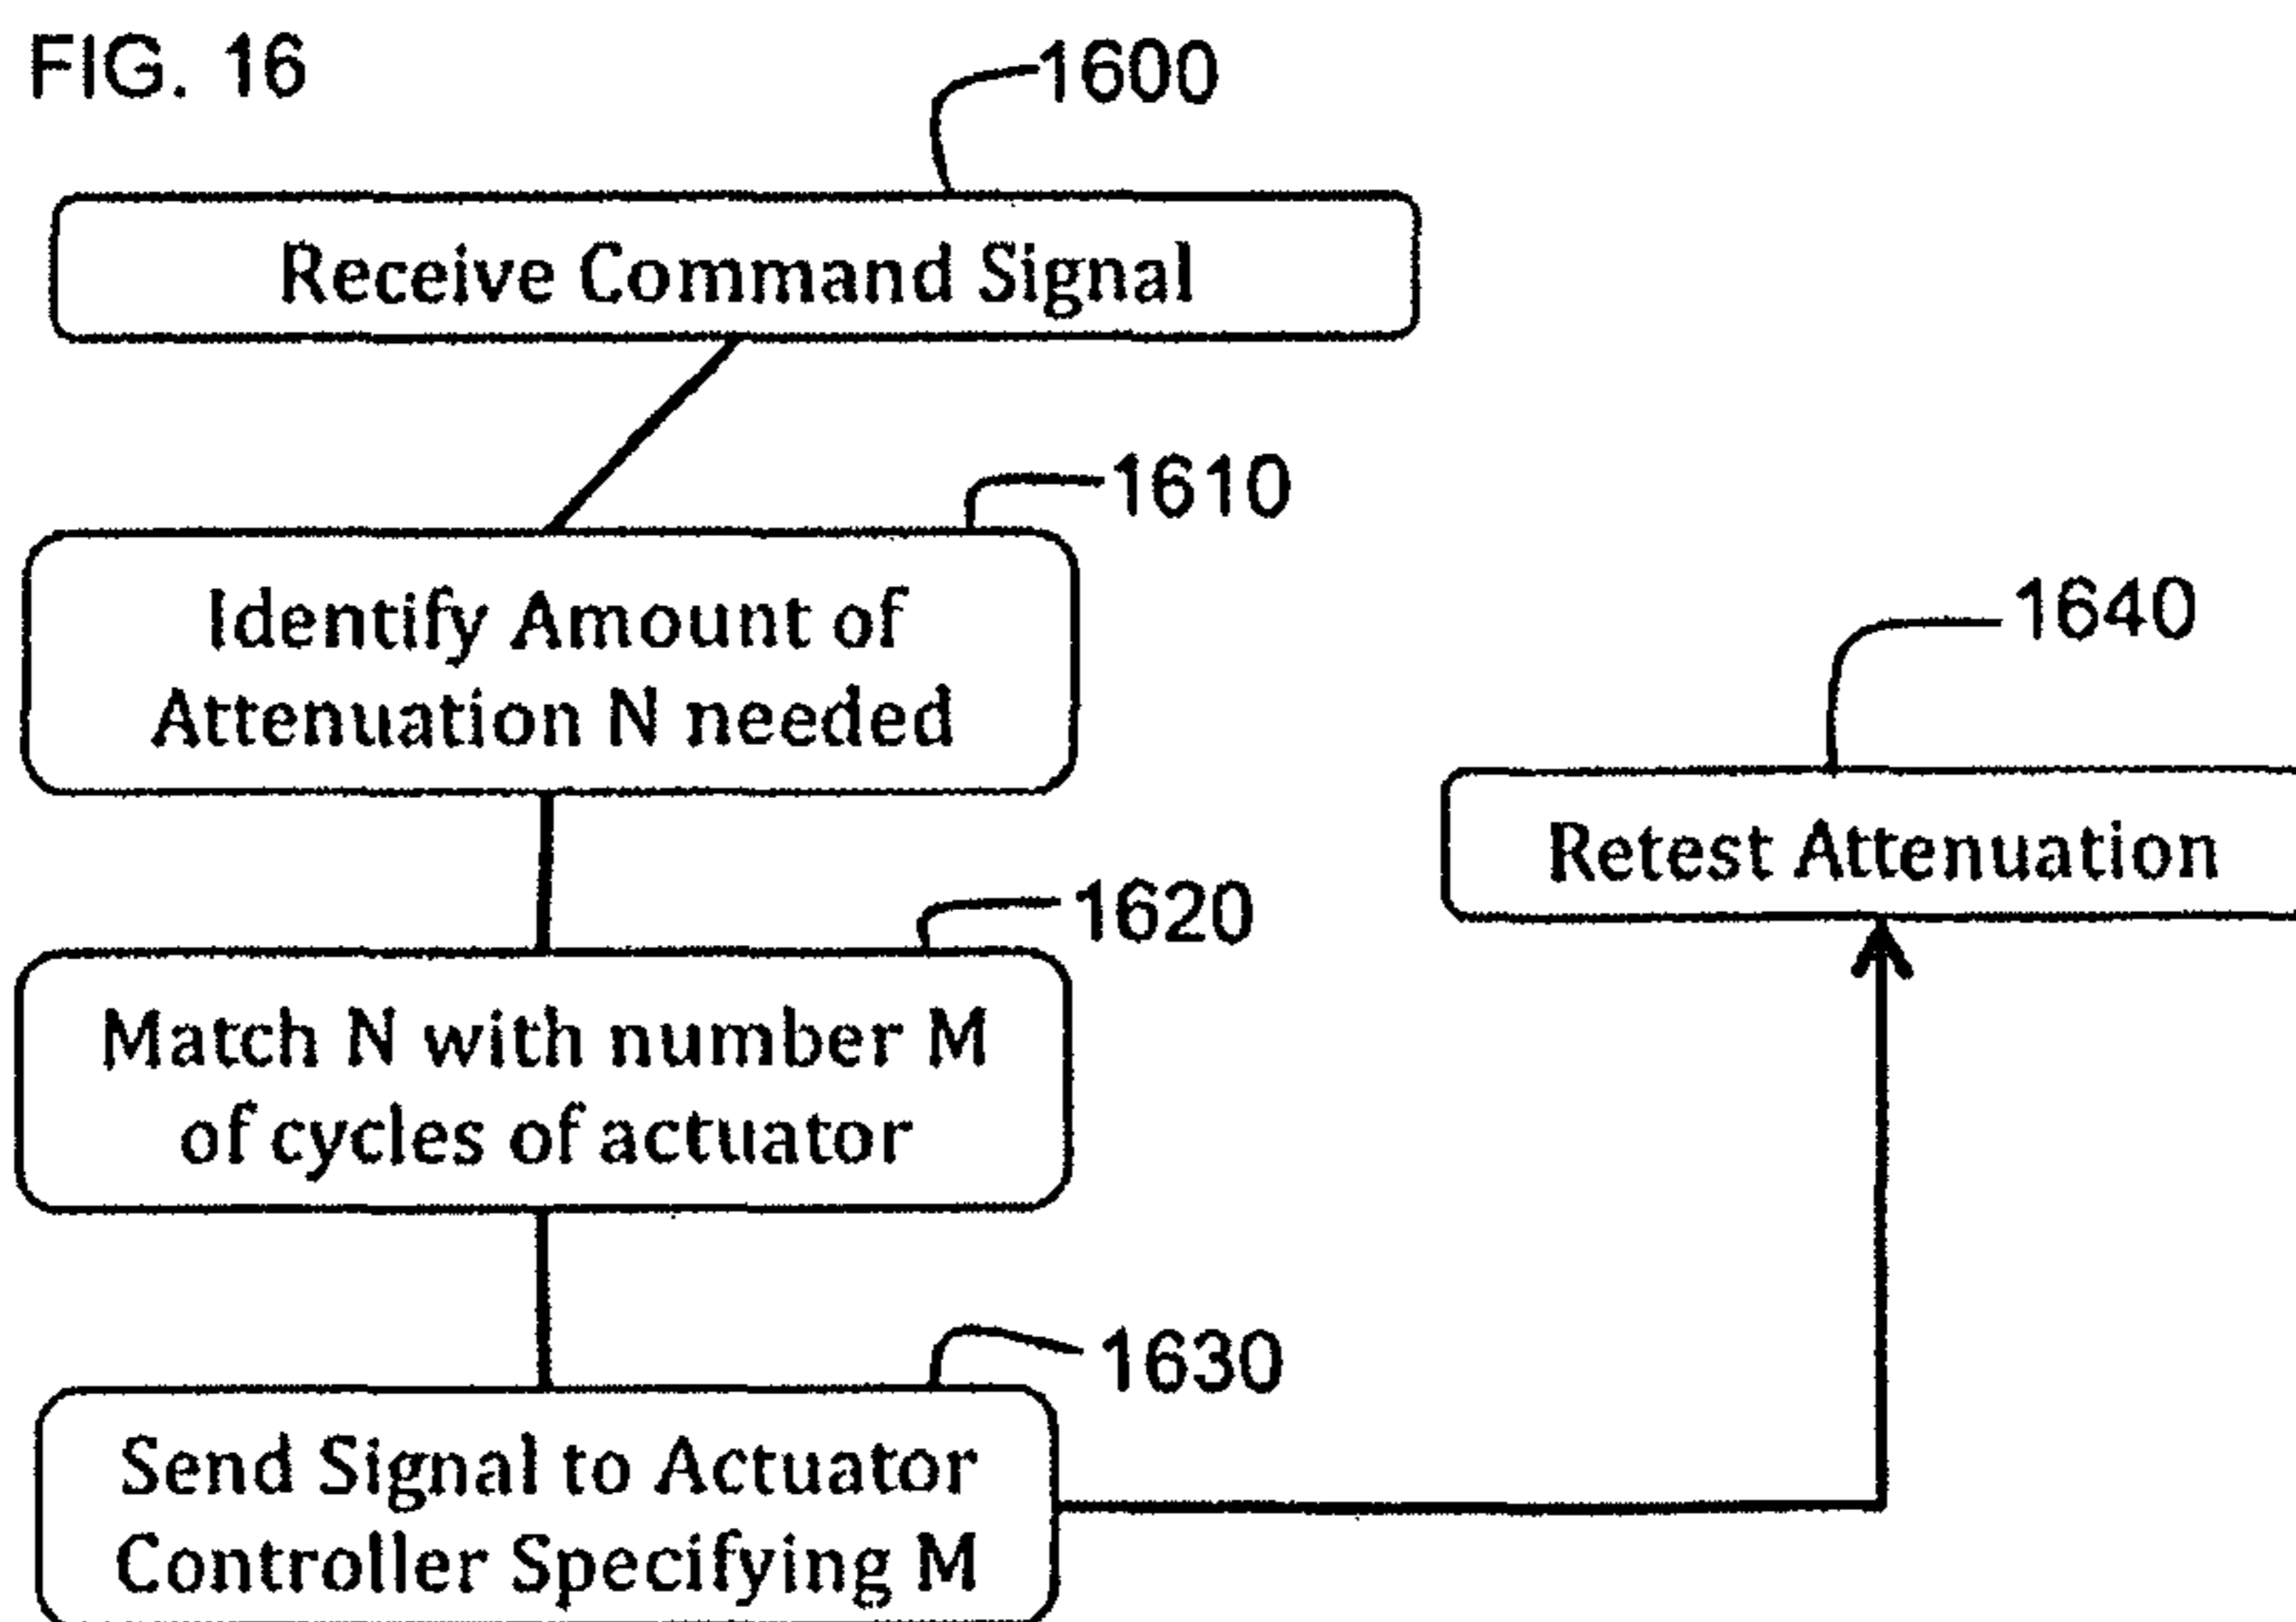 FIG. 16
1600
Receive Command Signal
1610
Identify Amount of
Attenuation N needed
1640
Retest Attenuation
1620
Match N with number M
of cycles of actuator
1630
Send Signal to Actuator
Controller Specifying M